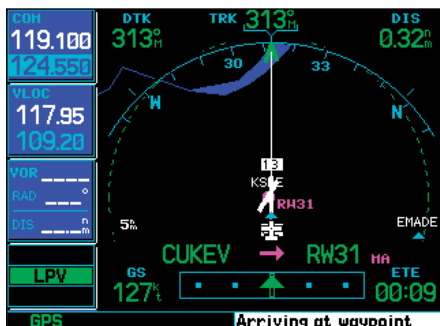 COM
119.100
124.550
VLOC
117.95
109.20
VOR
RAD °
DIS nm
LPV
GPS
DTK
313°M
TRK 313°M
DIS
0.32nm
30
33
W
N
13
RW31
5nm
EMADE
CUKEV → RW31 MA
GS
127kt
ETE
00:09
Arriving at waypoint